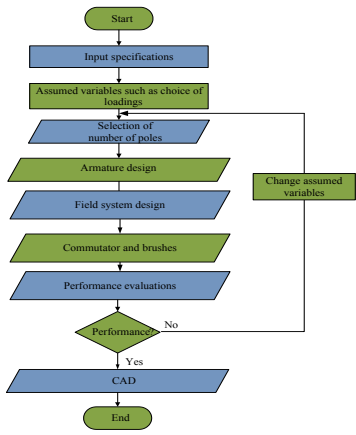 Start
Input specifications
Assumed variables such as choice of
loadings
Selection of
number of poles
Armature design
Change assumed
variables
Field system design
Commutator and brushes
Performance evaluations
Performance?
No
Yes
CAD
End